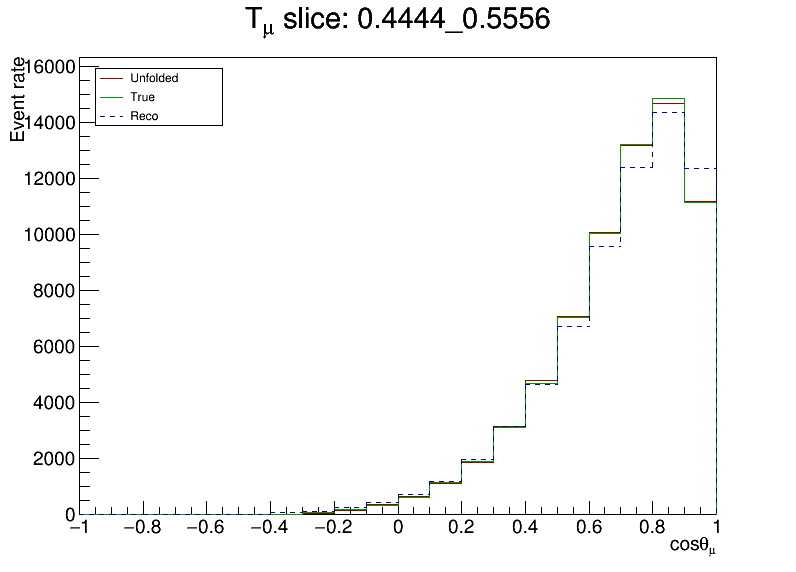 Tμ slice: 0.4444_0.5556
Event rate
16000
14000
12000
10000
8000
6000
4000
2000
0
Unfolded
True
Reco
−1 −0.8 −0.6 −0.4 −0.2 0 0.2 0.4 0.6 0.8 1
cosθμ